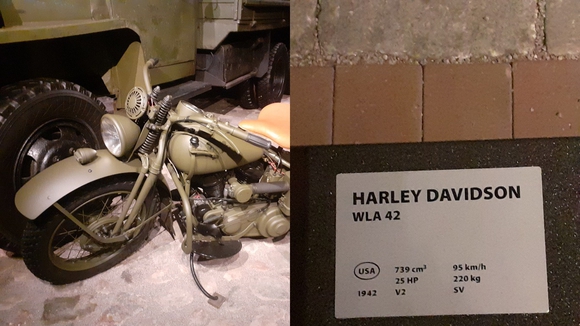 HARLEY DAVIDSON
WLA 42
USA 739 cm³ 95 km/h
25 HP 220 kg
1942 V2 SV